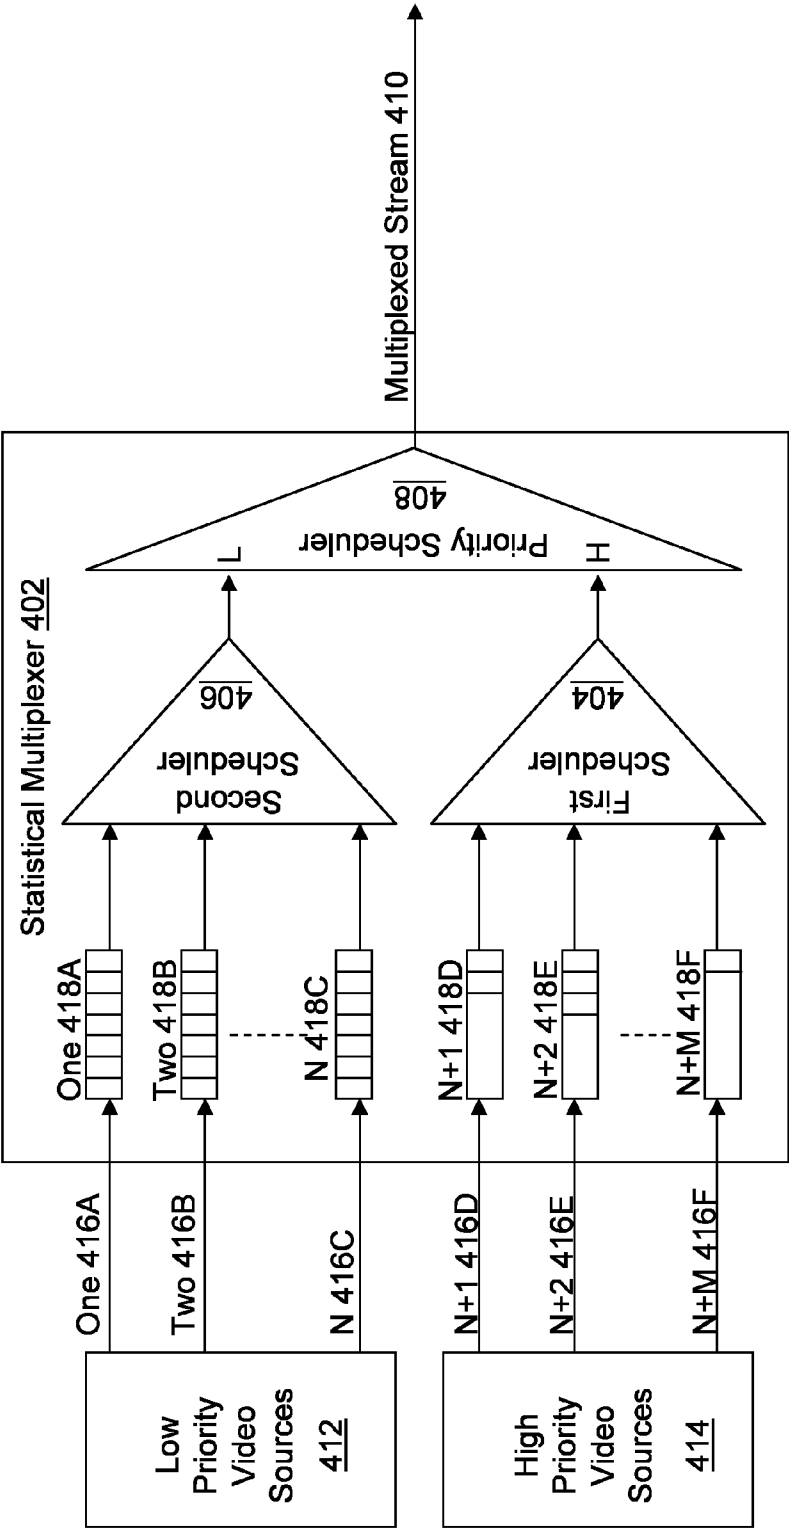 Statistical Multiplexer 402
Low
Priority
Video
Sources
412
One 416A
Two 416B
N 416C
One 418A
Two 418B
N 418C
Second
Scheduler
406
High
Priority
Video
Sources
414
N+1 416D
N+2 416E
N+M 416F
N+1 418D
N+2 418E
N+M 418F
First
Scheduler
404
L
H
Priority Scheduler
408
Multiplexed Stream 410